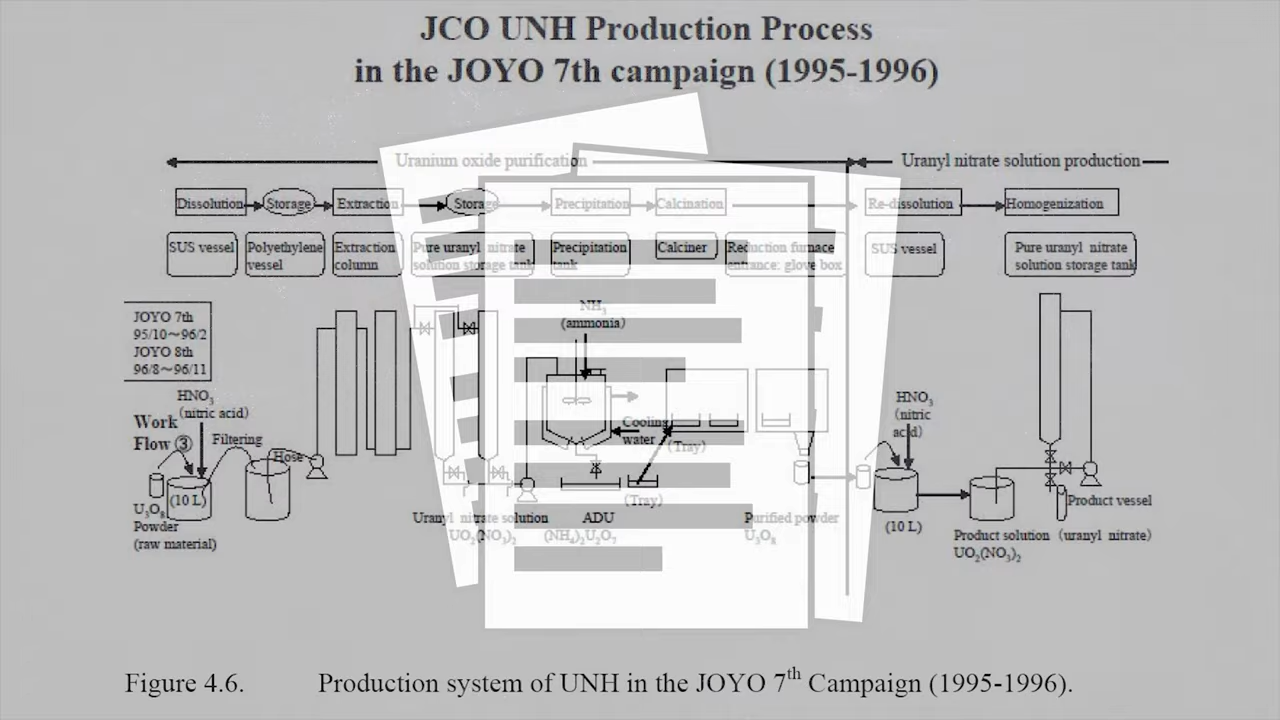 JCO UNH Production Process
in the JOYO 7th campaign (1995-1996)
Uranium oxide purification
Uranyl nitrate solution production
Dissolution
Storage
Extraction
Storage
Precipitation
Calcination
Re-dissolution
Homogenization
SUS vessel
Polyethylene
vessel
Extraction
column
Pure uranyl nitrate
solution storage tank
Precipitation
tank
Calciner
Reduction furnace
entrance: glove box
SUS vessel
Pure uranyl nitrate
solution storage tank
JOYO 7th
95/10～96/2
JOYO 8th
96/8～96/11
HNO₃
(nitric acid)
Work
Flow ③
Filtering
Hose
(10 L)
U₃O₈
Powder
(raw material)
NH₃
(ammonia)
Cooling
water
(Tray)
(Tray)
Uranyl nitrate solution
UO₂(NO₃)₂
ADU
(NH₄)₂U₂O₇
Purified powder
U₃O₈
HNO₃
(nitric
acid)
(10 L)
Product vessel
(uranyl nitrate)
Product solution
UO₂(NO₃)₂
Figure 4.6. Production system of UNH in the JOYO 7th Campaign (1995-1996).